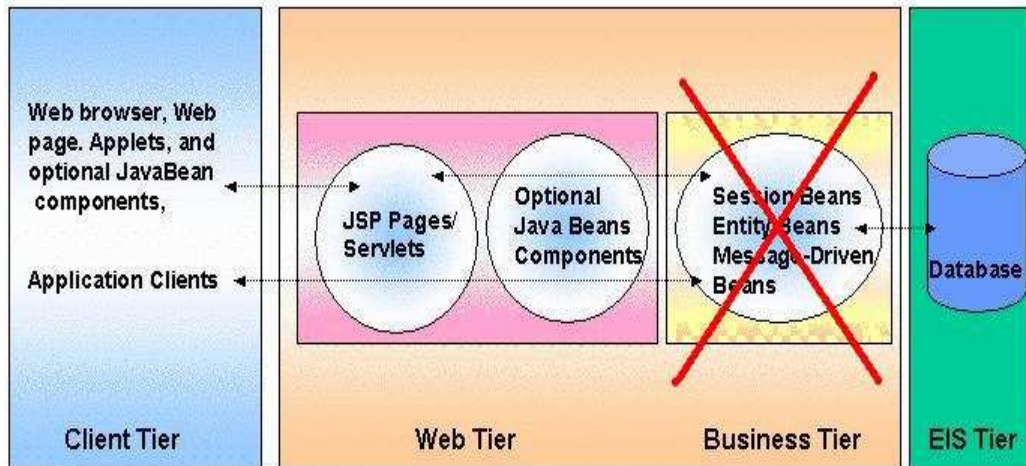 Web browser, Web
page. Applets, and
optional JavaBean
components,
Application Clients
JSP Pages/
Servlets
Optional
Java Beans
Components
Session Beans
Entity Beans
Message-Driven
Beans
Database
Client Tier
Web Tier
Business Tier
EIS Tier